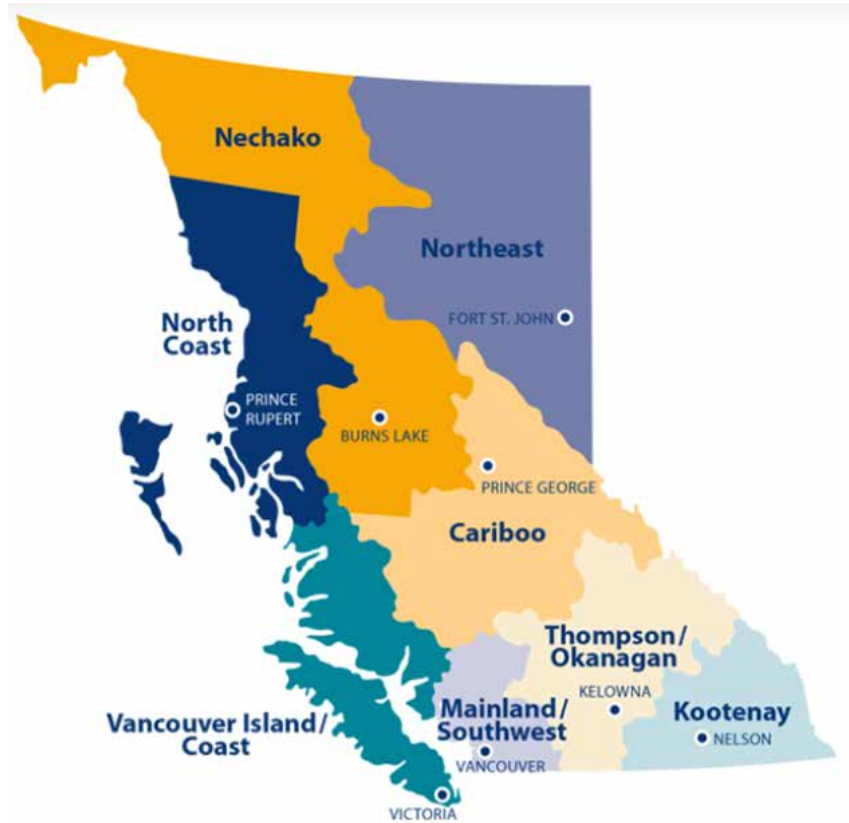 Nechako
Northeast
FORT ST. JOHN
North
Coast
PRINCE
RUPERT
BURNS LAKE
PRINCE GEORGE
Cariboo
Thompson/
Okanagan
KELOWNA
Kootenay
NELSON
Mainland/
Southwest
VANCOUVER
Vancouver Island/
Coast
VICTORIA